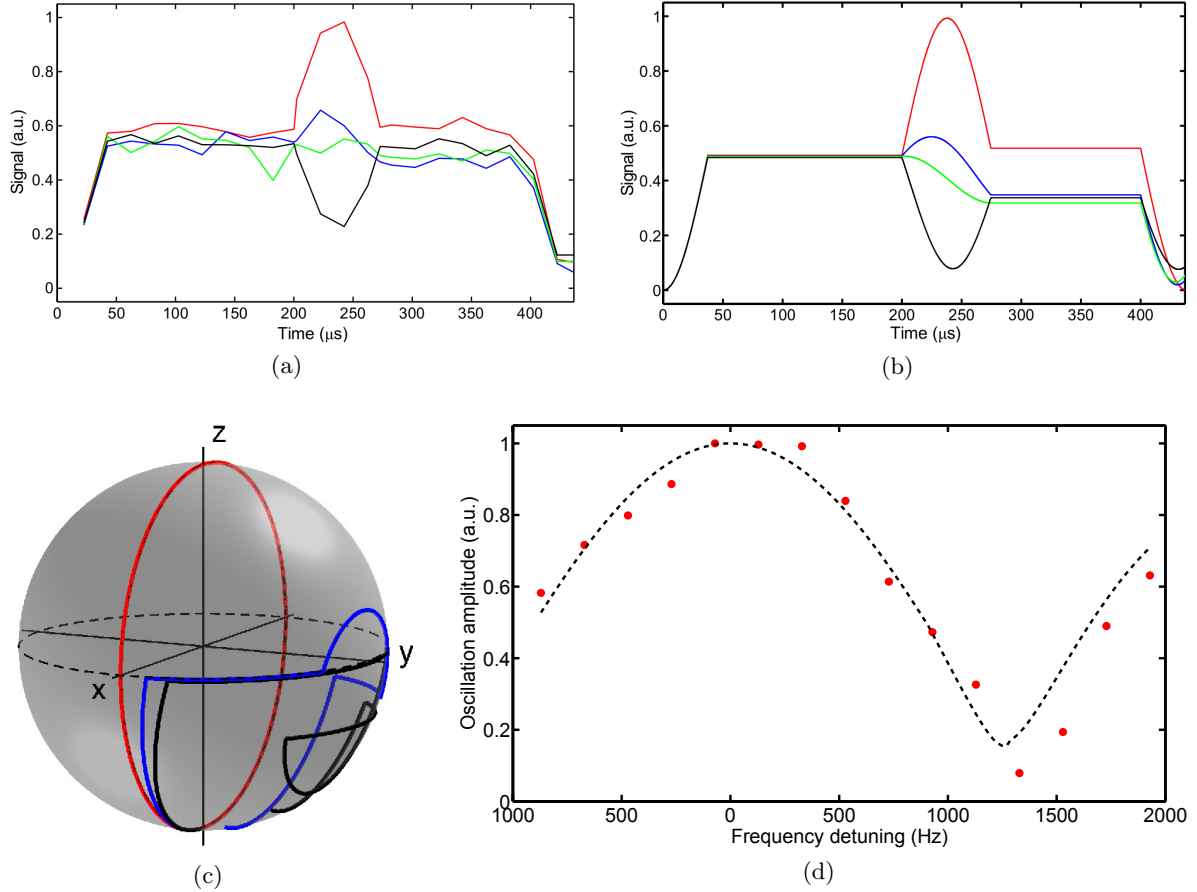 1
0.8
0.6
0.4
0.2
0
Signal (a.u.)
0 50 100 150 200 250 300 350 400
Time (μs)
(a)
1
0.8
0.6
0.4
0.2
0
Signal (a.u.)
0 50 100 150 200 250 300 350 400
Time (μs)
(b)
z
y
x
(c)
1
0.8
0.6
0.4
0.2
0
Oscillation amplitude (a.u.)
1000 500 0 500 1000 1500 2000
Frequency detuning (Hz)
(d)